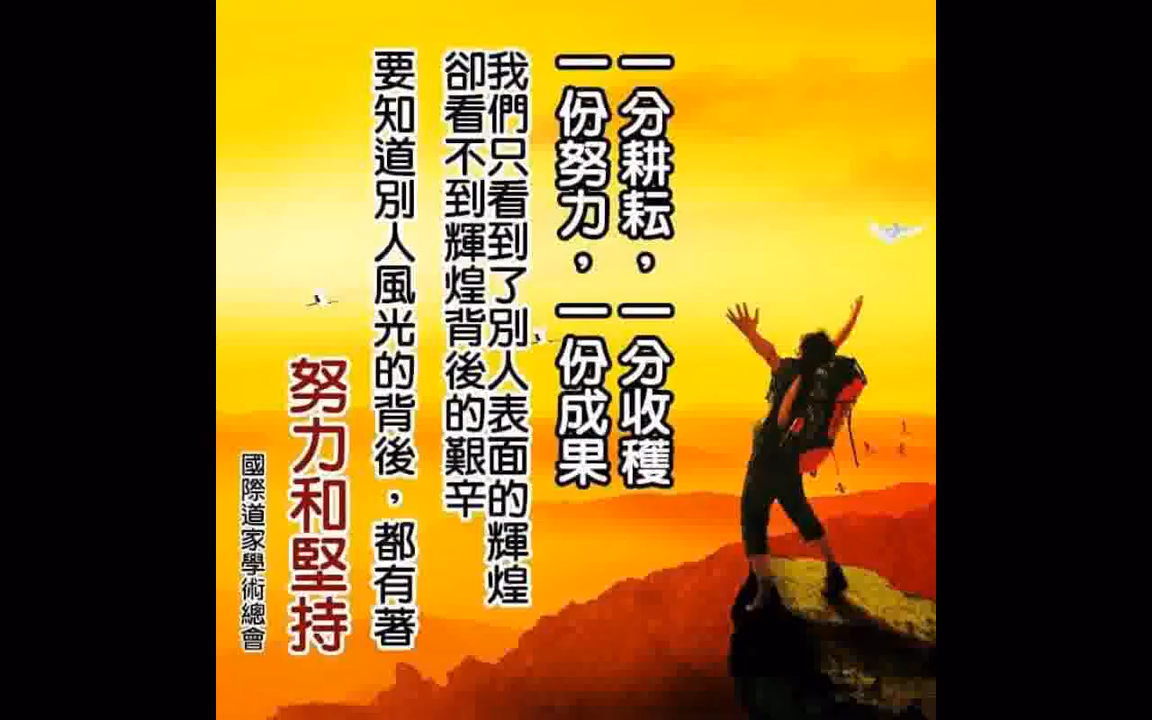 一分耕耘，一分收穫
一份努力，一份成果
我們只看到了別人表面的輝煌
卻看不到輝煌背後的艱辛
要知道別人風光的背後，都有著
努力和堅持
國際道家學術總會